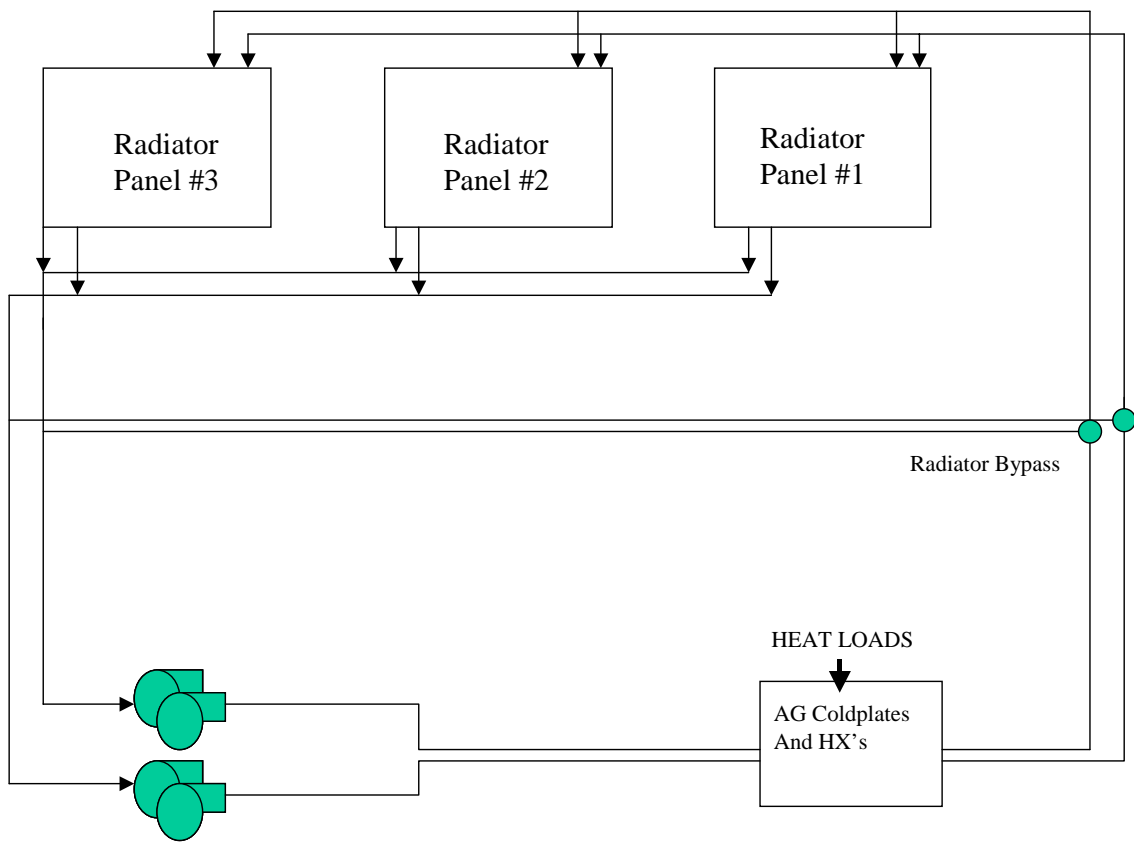 Radiator
Panel #3
Radiator
Panel #2
Radiator
Panel #1
Radiator Bypass
HEAT LOADS
AG Coldplates
And HX's